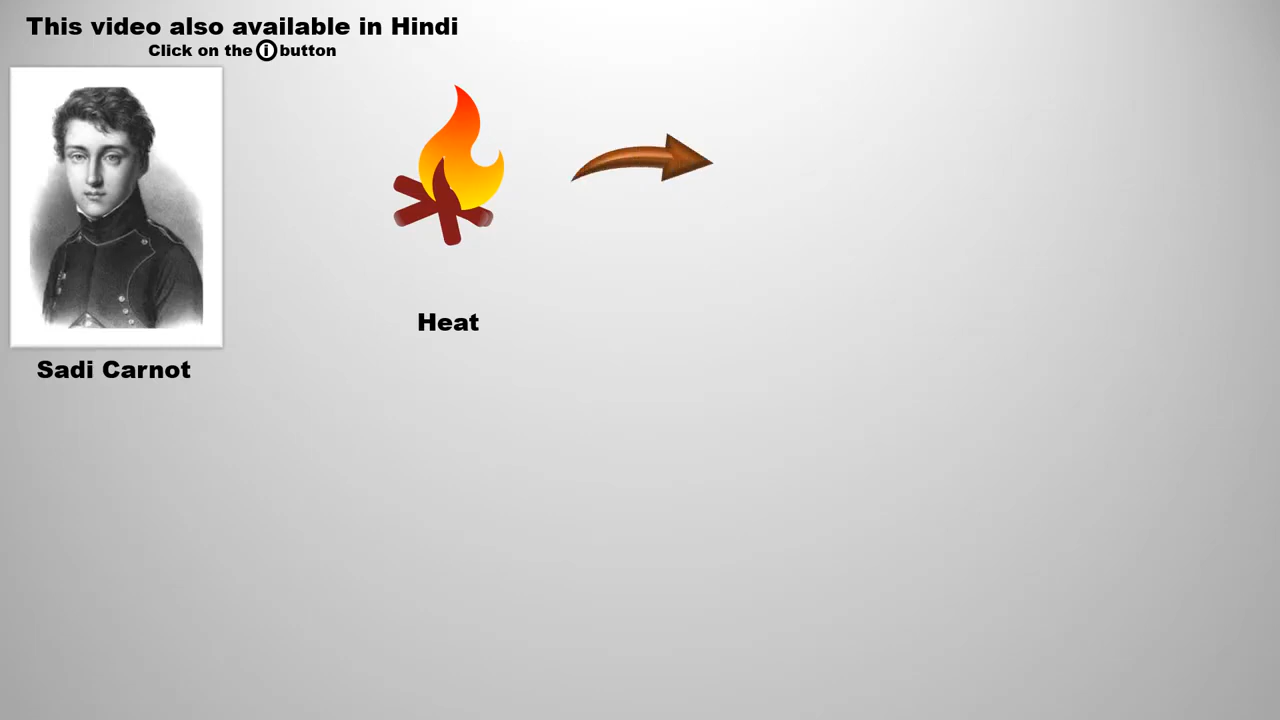 This video also available in Hindi
Click on the i button
Sadi Carnot
Heat